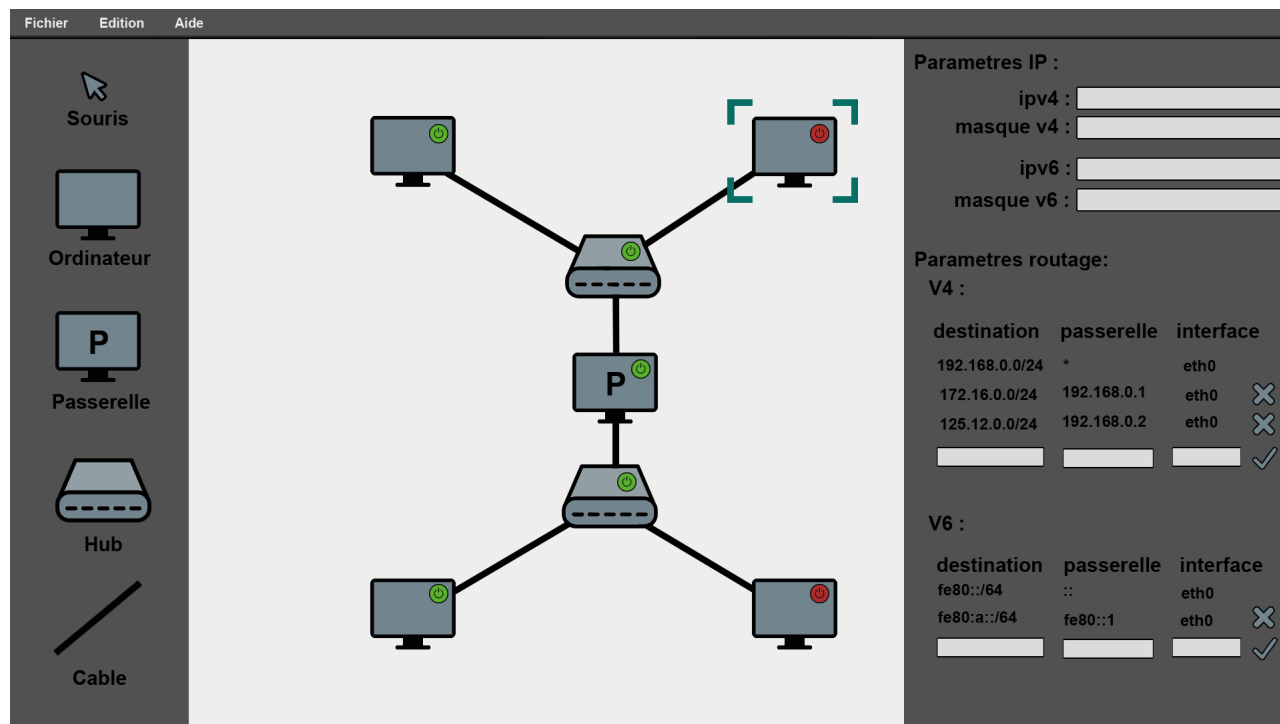 Fichier Edition Aide
Souris
Ordinateur
P
Passerelle
Hub
Cable
P
Parametres IP :
ipv4 :
masque v4 :
ipv6 :
masque v6 :
Parametres routage:
V4 :
destination passerelle interface
192.168.0.0/24 * eth0
172.16.0.0/24 192.168.0.1 eth0
125.12.0.0/24 192.168.0.2 eth0
V6 :
destination passerelle interface
fe80::/64 :: eth0
fe80:a::/64 fe80::1 eth0